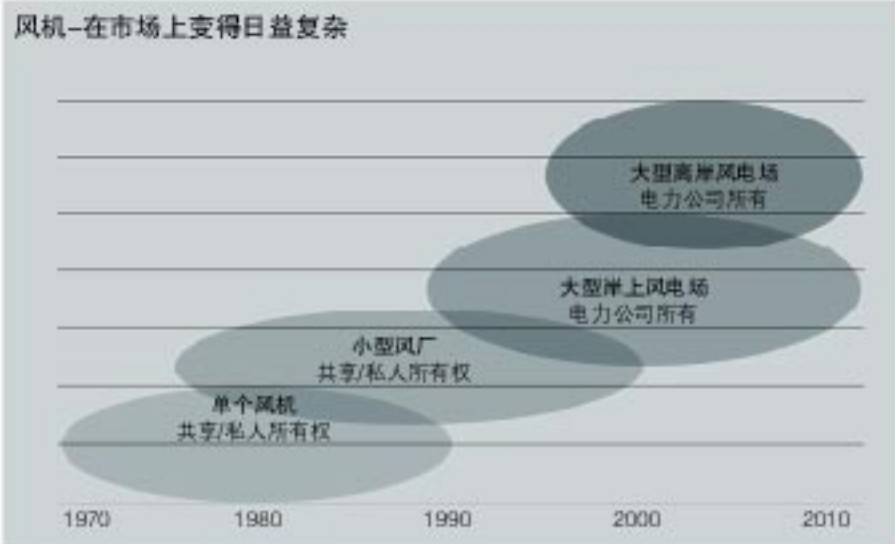 风机-在市场上变得日益复杂
大型离岸风电场
电力公司所有
大型岸上风电场
电力公司所有
小型风厂
共享/私人所有权
单个风机
共享/私人所有权
1970 1980 1990 2000 2010